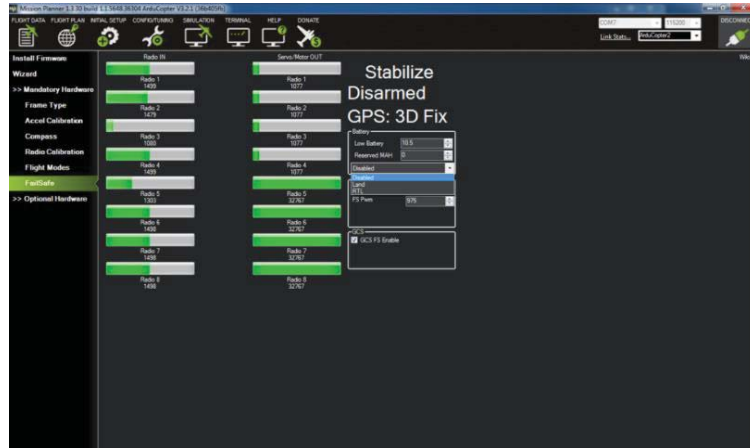 Mission Planner 1.3.30 build 1.1.5648.36304 ArduCopter V3.2.1 (36b405fb)
FLIGHT DATA FLIGHT PLAN INITIAL SETUP CONFIG/TUNING SIMULATION TERMINAL HELP DONATE
COM7 115200 DISCONNECT
Link Stats... ArduCopter2
Install Firmware
Wizard
>> Mandatory Hardware
Frame Type
Accel Calibration
Compass
Radio Calibration
Flight Modes
FailSafe
>> Optional Hardware
Radio IN
Radio 1
1499
Radio 2
1479
Radio 3
1080
Radio 4
1499
Radio 5
1303
Radio 6
1498
Radio 7
1498
Radio 8
1498
Servo/Motor OUT
Radio 1
1077
Radio 2
1077
Radio 3
1077
Radio 4
1077
Radio 5
32767
Radio 6
32767
Radio 7
32767
Radio 8
32767
Stabilize
Disarmed
GPS: 3D Fix
Battery
Low Battery 10.5
Reserved MAH 0
Disabled
Disabled
Land
RTL
FS Pwm 975
GCS
GCS FS Enable